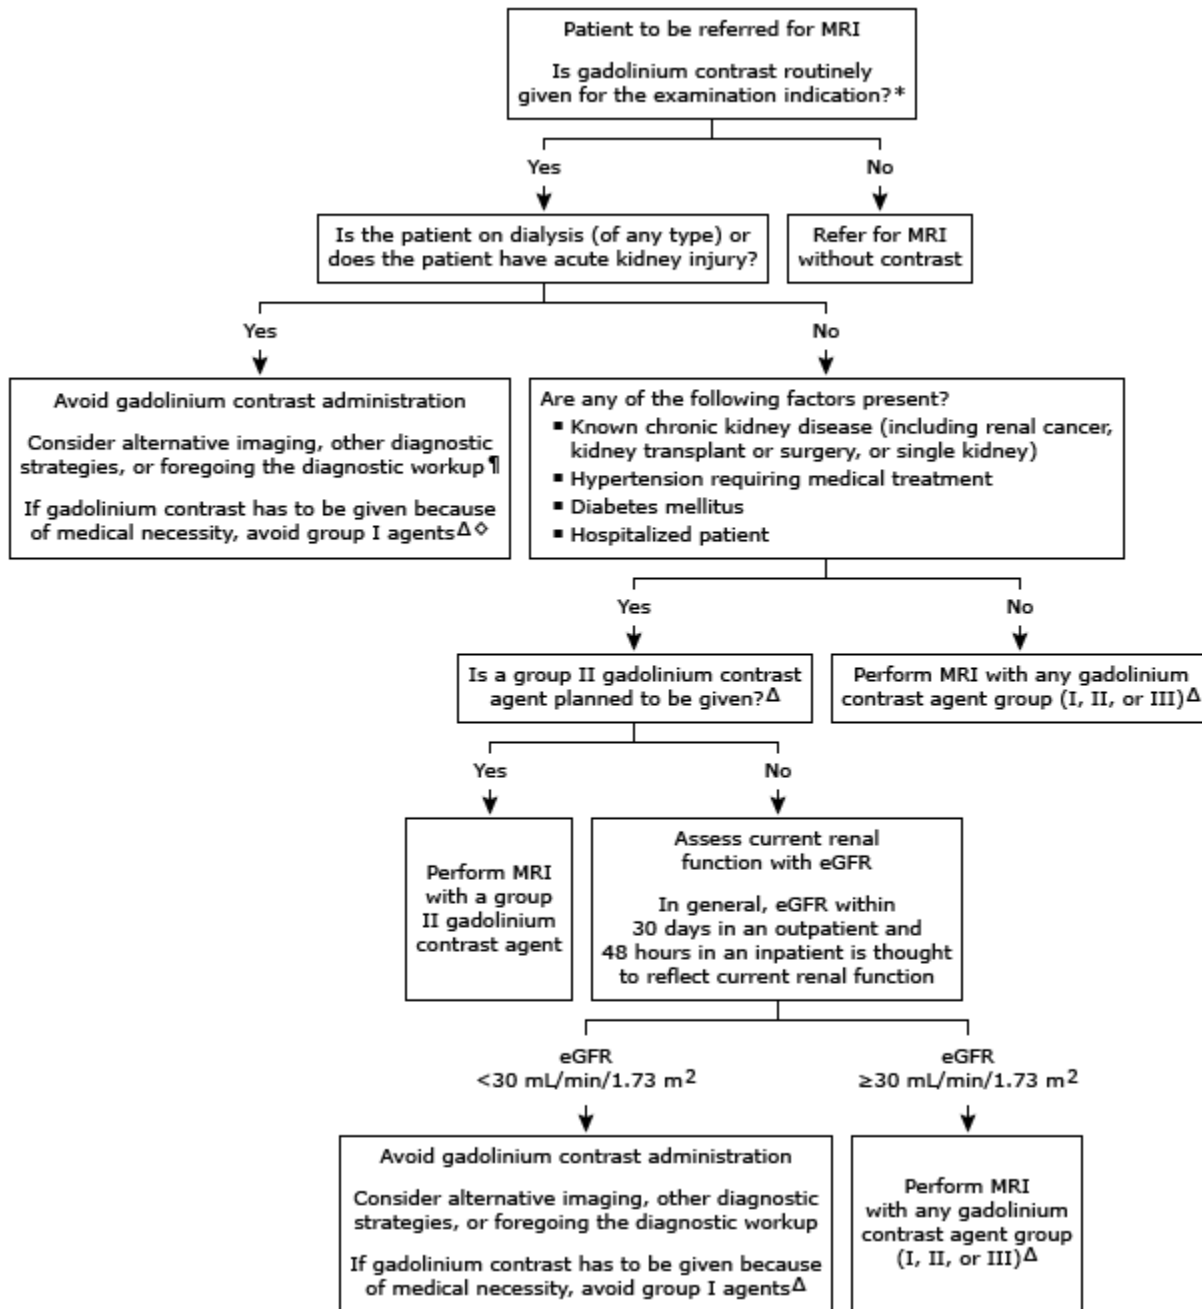 Patient to be referred for MRI
Is gadolinium contrast routinely
given for the examination indication?*
Yes
No
Is the patient on dialysis (of any type) or
does the patient have acute kidney injury?
Refer for MRI
without contrast
Yes
No
Avoid gadolinium contrast administration
Consider alternative imaging, other diagnostic
strategies, or foregoing the diagnostic workup¶
If gadolinium contrast has to be given because
of medical necessity, avoid group I agentsΔ◇
Are any of the following factors present?
▪ Known chronic kidney disease (including renal cancer,
kidney transplant or surgery, or single kidney)
▪ Hypertension requiring medical treatment
▪ Diabetes mellitus
▪ Hospitalized patient
Yes
No
Is a group II gadolinium contrast
agent planned to be given?Δ
Perform MRI with any gadolinium
contrast agent group (I, II, or III)Δ
Yes
No
Perform MRI
with a group
II gadolinium
contrast agent
Assess current renal
function with eGFR
In general, eGFR within
30 days in an outpatient and
48 hours in an inpatient is thought
to reflect current renal function
eGFR
<30 mL/min/1.73 m²
eGFR
≥30 mL/min/1.73 m²
Avoid gadolinium contrast administration
Consider alternative imaging, other diagnostic
strategies, or foregoing the diagnostic workup
If gadolinium contrast has to be given because
of medical necessity, avoid group I agentsΔ
Perform MRI
with any gadolinium
contrast agent group
(I, II, or III)Δ